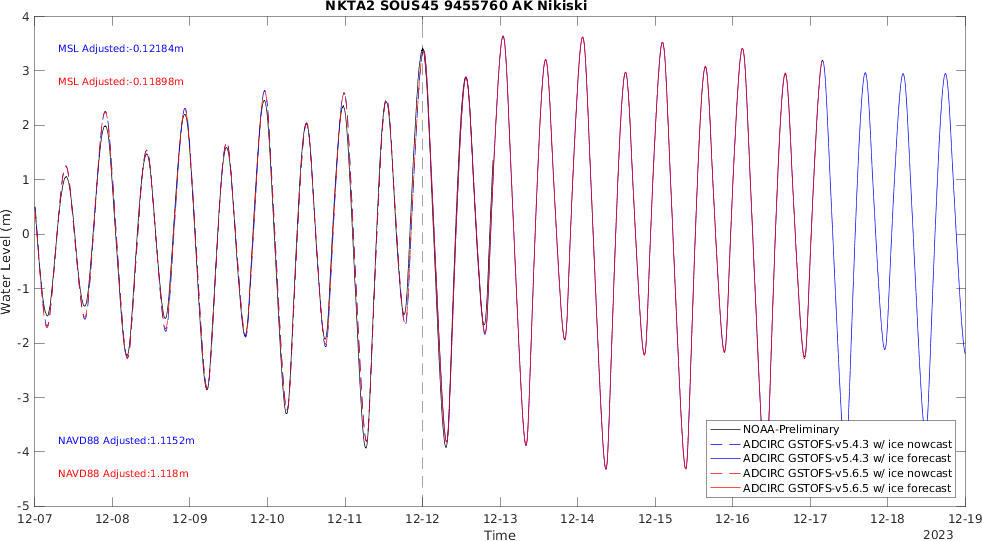 NKTA2 SOUS45 9455760 AK Nikiski
4
3
2
1
0
-1
-2
-3
-4
-5
Water Level (m)
MSL Adjusted:-0.12184m
MSL Adjusted:-0.11898m
NAVD88 Adjusted:1.1152m
NAVD88 Adjusted:1.118m
NOAA-Preliminary
ADCIRC GSTOFS-v5.4.3 w/ ice nowcast
ADCIRC GSTOFS-v5.4.3 w/ ice forecast
ADCIRC GSTOFS-v5.6.5 w/ ice nowcast
ADCIRC GSTOFS-v5.6.5 w/ ice forecast
12-07 12-08 12-09 12-10 12-11 12-12 12-13 12-14 12-15 12-16 12-17 12-18 12-19
Time
2023